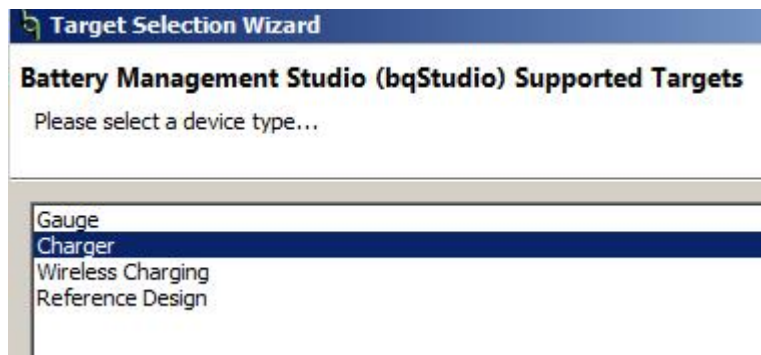 Target Selection Wizard
Battery Management Studio (bqStudio) Supported Targets
Please select a device type...
Gauge
Charger
Wireless Charging
Reference Design